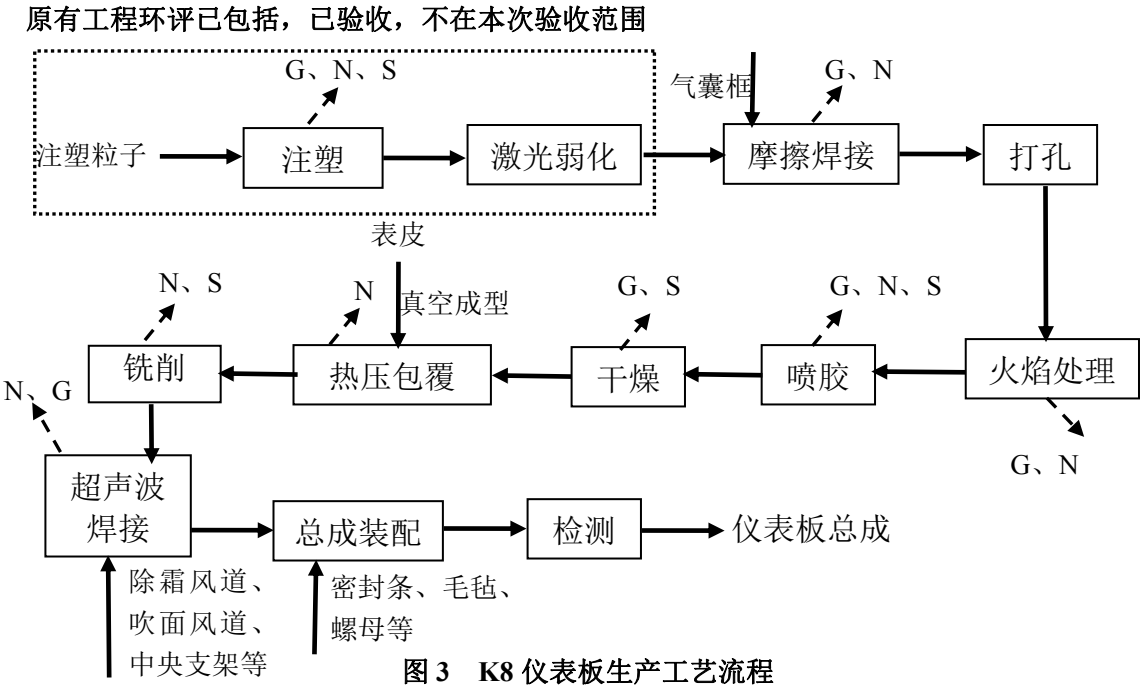 原有工程环评已包括，已验收，不在本次验收范围
G、N、S
气囊框
G、N
注塑粒子
注塑
激光弱化
摩擦焊接
打孔
表皮
N、S
N
真空成型
G、S
G、N、S
铣削
热压包覆
干燥
喷胶
火焰处理
N、G
G、N
超声波
焊接
总成装配
检测
仪表板总成
除霜风道、
吹面风道、
中央支架等
密封条、毛毡、
螺母等
图 3 K8 仪表板生产工艺流程